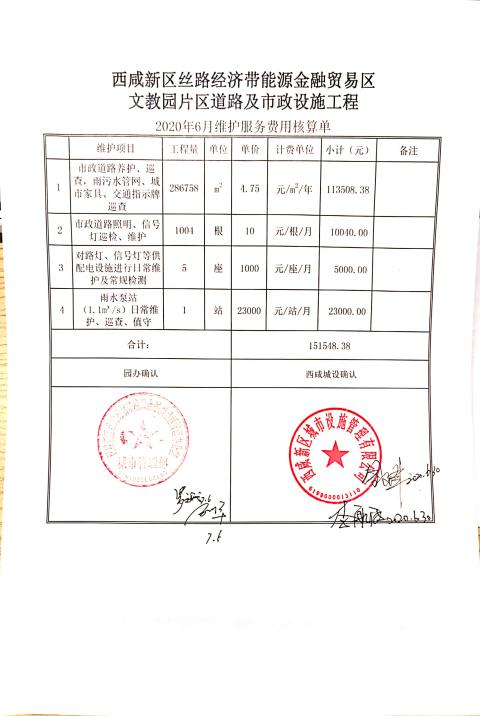 西咸新区丝路经济带能源金融贸易区
文教园片区道路及市政设施工程
2020年6月维护服务费用核算单
维护项目 工程量 单位 单价 计费单位 小计（元） 备注
1 市政道路养护、巡查，雨污水管网、城市家具、交通指示牌巡查 286758 m² 4.75 元/m²/年 113508.38
2 市政道路照明、信号灯巡检、维护 1004 根 10 元/根/月 10040.00
3 对路灯、信号灯等供配电设施进行日常维护及常规检测 5 座 1000 元/座/月 5000.00
4 雨水泵站（1.1m³/s）日常维护、巡查、值守 1 站 23000 元/站/月 23000.00
合计： 151548.38
园办确认 西咸城设确认
西咸新区城市设施管理有限公司
7.6
2020.6.30
2020.6.30